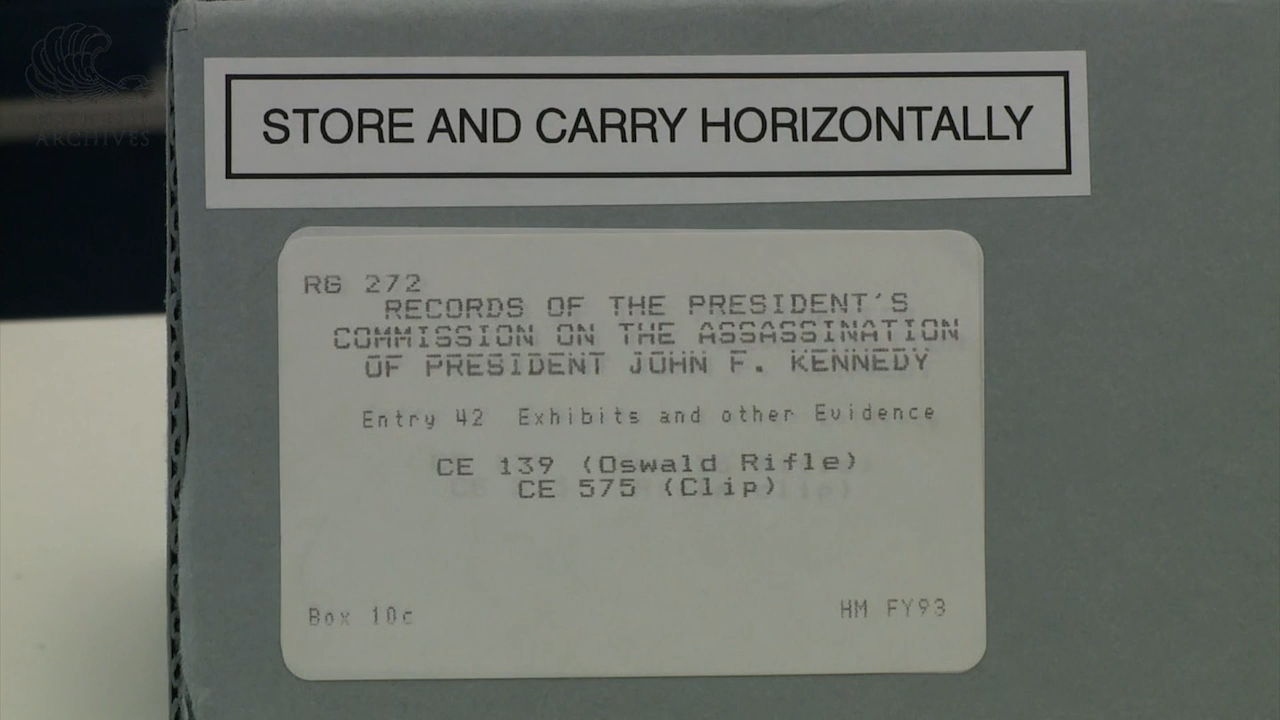 ARCHIVES
STORE AND CARRY HORIZONTALLY
RG 272
RECORDS OF THE PRESIDENT'S
COMMISSION ON THE ASSASSINATION
OF PRESIDENT JOHN F. KENNEDY
Entry 42 Exhibits and other Evidence
CE 139 (Oswald Rifle)
CE 575 (Clip)
Box 10c
HM FY93